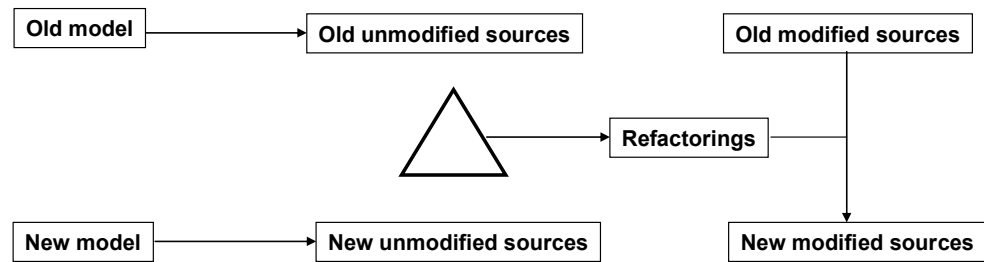 Old model
Old unmodified sources
Old modified sources
Refactorings
New model
New unmodified sources
New modified sources